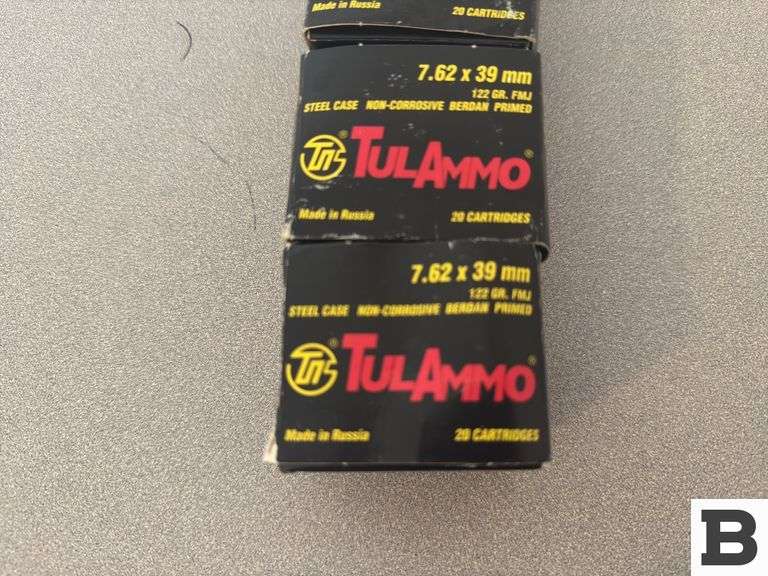 Made in Russia 20 CARTRIDGES
7.62 x 39 mm
122 GR. FMJ
STEEL CASE NON-CORROSIVE BERDAN PRIMED
TULAMMO®
Made in Russia 20 CARTRIDGES
7.62 x 39 mm
122 GR. FMJ
STEEL CASE NON-CORROSIVE BERDAN PRIMED
TULAMMO®
Made in Russia 20 CARTRIDGES
B